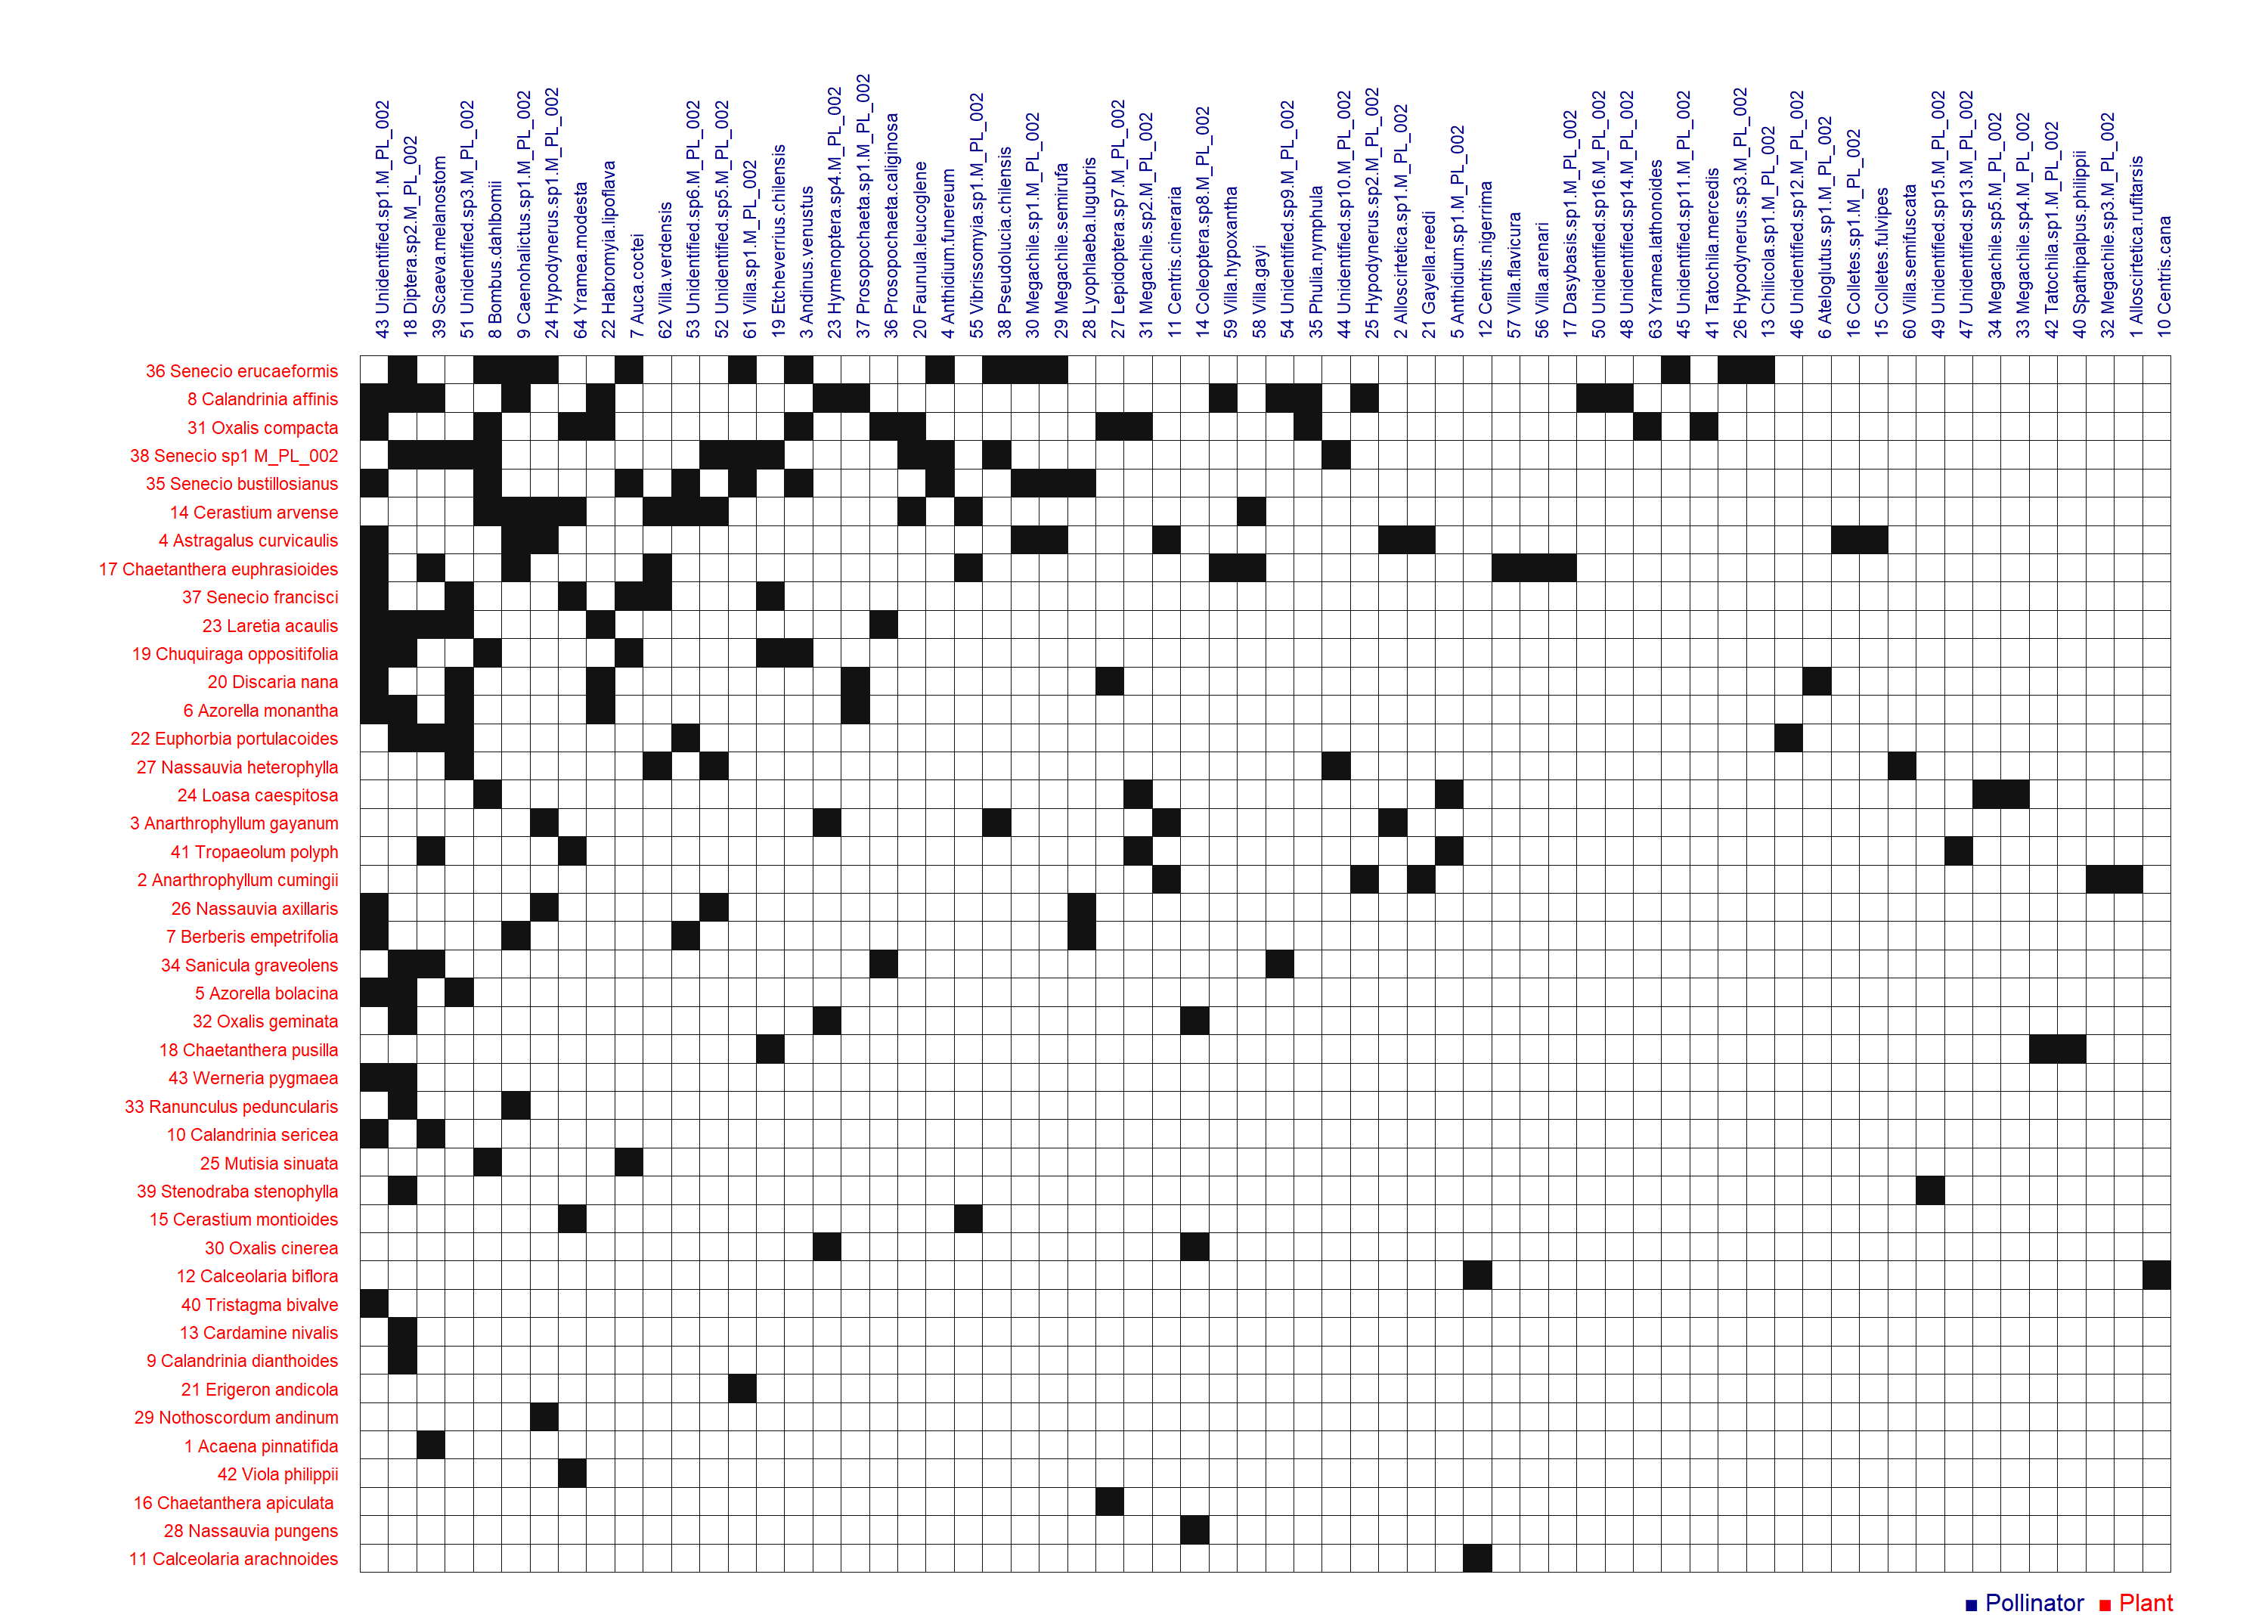 43 Unidentified.sp1.M_PL_002
18 Diptera.sp2.M_PL_002
39 Scaeva.melanostom
51 Unidentified.sp3.M_PL_002
8 Bombus.dahlbomii
9 Caenohalictus.sp1.M_PL_002
24 Hypodynerus.sp1.M_PL_002
64 Yramea.modesta
22 Habromyia.lipoflava
7 Auca.coctei
62 Villa.verdensis
53 Unidentified.sp6.M_PL_002
52 Unidentified.sp5.M_PL_002
61 Villa.sp1.M_PL_002
19 Etcheverrius.chilensis
3 Andinus.venustus
23 Hymenoptera.sp4.M_PL_002
37 Prosopochaeta.sp1.M_PL_002
36 Prosopochaeta.caliginosa
20 Faunula.leucoglene
4 Anthidium.funereum
55 Vibrissomyia.sp1.M_PL_002
38 Pseudolucia.chilensis
30 Megachile.sp1.M_PL_002
29 Megachile.semirufa
28 Lyophlaeba.lugubris
27 Lepidoptera.sp7.M_PL_002
31 Megachile.sp2.M_PL_002
11 Centris.cineraria
14 Coleoptera.sp8.M_PL_002
59 Villa.hypoxantha
58 Villa.gayi
54 Unidentified.sp9.M_PL_002
35 Phulia.nymphula
44 Unidentified.sp10.M_PL_002
25 Hypodynerus.sp2.M_PL_002
2 Alloscirtetica.sp1.M_PL_002
21 Gayella.reedi
5 Anthidium.sp1.M_PL_002
12 Centris.nigerrima
57 Villa.flavicura
56 Villa.arenari
17 Dasybasis.sp1.M_PL_002
50 Unidentified.sp16.M_PL_002
48 Unidentified.sp14.M_PL_002
63 Yramea.lathonoides
45 Unidentified.sp11.M_PL_002
41 Tatochila.mercedis
26 Hypodynerus.sp3.M_PL_002
13 Chilicola.sp1.M_PL_002
46 Unidentified.sp12.M_PL_002
6 Ateloglutus.sp1.M_PL_002
16 Colletes.sp1.M_PL_002
15 Colletes.fulvipes
60 Villa.semifuscata
49 Unidentified.sp15.M_PL_002
47 Unidentified.sp13.M_PL_002
34 Megachile.sp5.M_PL_002
33 Megachile.sp4.M_PL_002
42 Tatochila.sp1.M_PL_002
40 Spathipalpus.philippii
32 Megachile.sp3.M_PL_002
1 Alloscirtetica.rufitarsis
10 Centris.cana
36 Senecio erucaeformis
8 Calandrinia affinis
31 Oxalis compacta
38 Senecio sp1 M_PL_002
35 Senecio bustillosianus
14 Cerastium arvense
4 Astragalus curvicaulis
17 Chaetanthera euphrasioides
37 Senecio francisci
23 Laretia acaulis
19 Chuquiraga oppositifolia
20 Discaria nana
6 Azorella monantha
22 Euphorbia portulacoides
27 Nassauvia heterophylla
24 Loasa caespitosa
3 Anarthrophyllum gayanum
41 Tropaeolum polyph
2 Anarthrophyllum cumingii
26 Nassauvia axillaris
7 Berberis empetrifolia
34 Sanicula graveolens
5 Azorella bolacina
32 Oxalis geminata
18 Chaetanthera pusilla
43 Werneria pygmaea
33 Ranunculus peduncularis
10 Calandrinia sericea
25 Mutisia sinuata
39 Stenodraba stenophylla
15 Cerastium montioides
30 Oxalis cinerea
12 Calceolaria biflora
40 Tristagma bivalve
13 Cardamine nivalis
9 Calandrinia dianthoides
21 Erigeron andicola
29 Nothoscordum andinum
1 Acaena pinnatifida
42 Viola philippii
16 Chaetanthera apiculata
28 Nassauvia pungens
11 Calceolaria arachnoides
Pollinator Plant